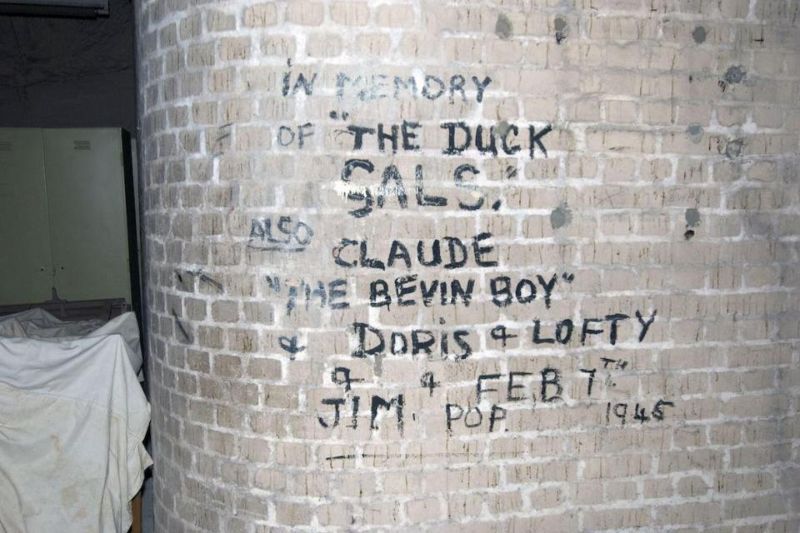 IN MEMORY
OF "THE DUCK
GALS."
ALSO
CLAUDE
"THE BEVIN BOY"
& DORIS & LOFTY
& & FEB 7TH
JIM. POP. 1945